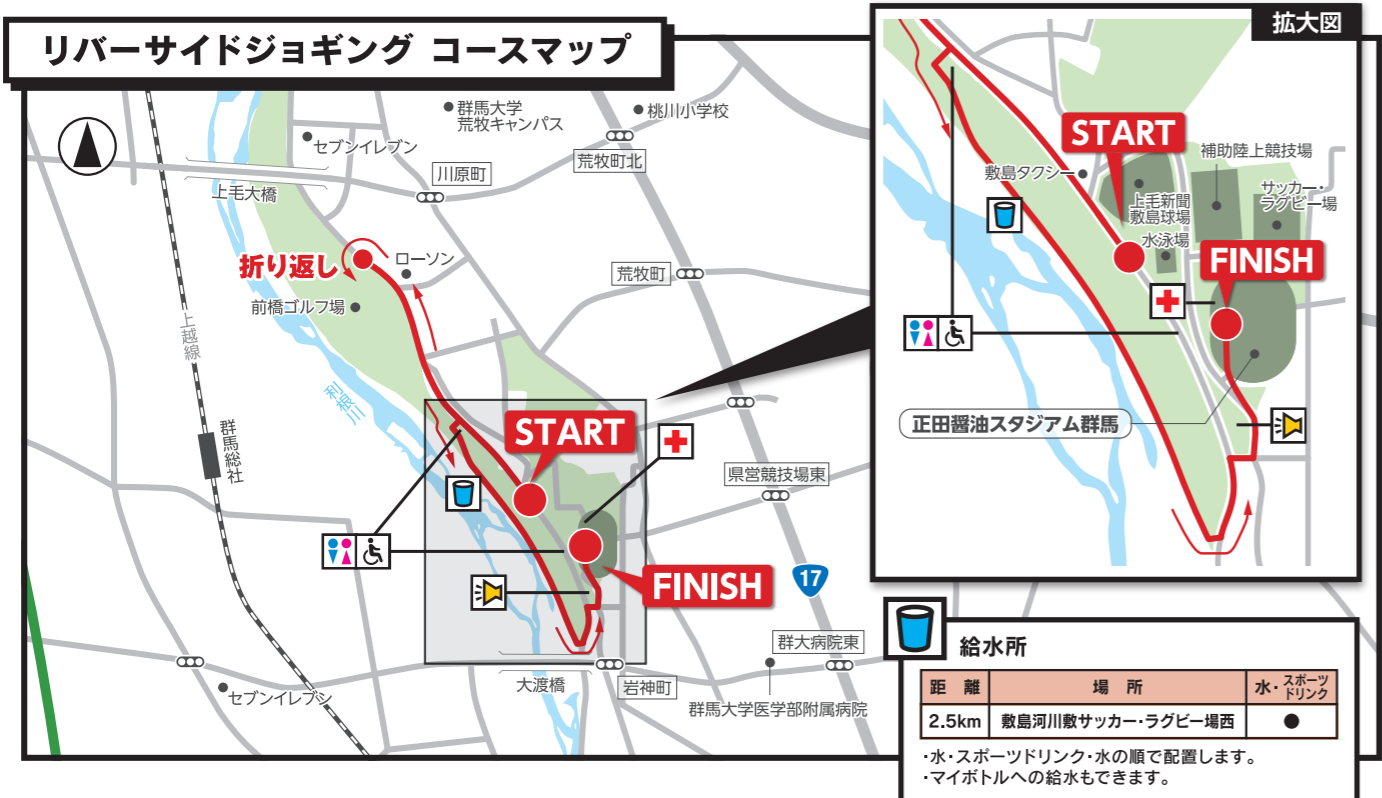 リバーサイドジョギング コースマップ
群馬大学
荒牧キャンパス
桃川小学校
セブンイレブン
荒牧町北
川原町
上毛大橋
折り返し
ローソン
荒牧町
前橋ゴルフ場
上越線
利根川
群馬総社
START
県営競技場東
FINISH
17
群大病院東
セブンイレブン
大渡橋
岩神町
群馬大学医学部附属病院
拡大図
START
敷島タクシー
補助陸上競技場
上毛新聞
敷島球場
サッカー・
ラグビー場
水泳場
FINISH
正田醤油スタジアム群馬
給水所
距離 場所 水・スポーツドリンク
2.5km 敷島河川敷サッカー・ラグビー場西 ●
・水・スポーツドリンク・水の順で配置します。
・マイボトルへの給水もできます。